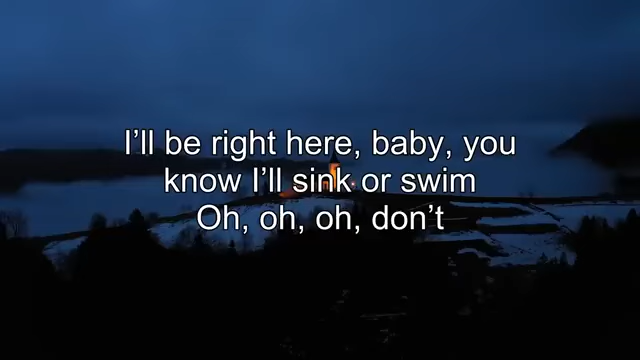 I’ll be right here, baby, you
know I’ll sink or swim
Oh, oh, oh, don’t